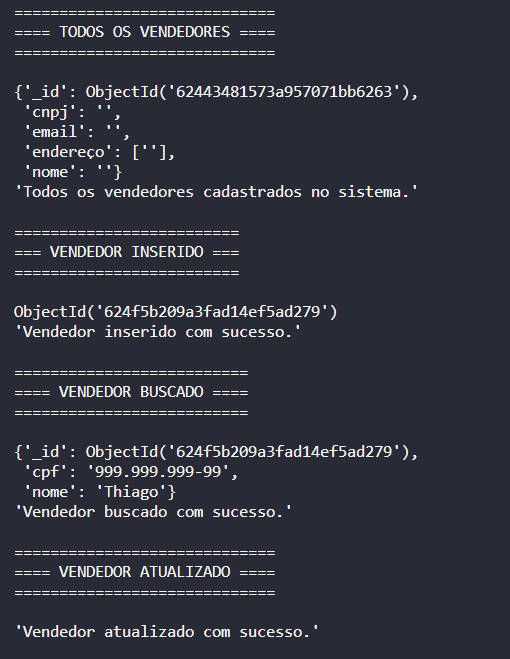 =============================
==== TODOS OS VENDEDORES ====
=============================
{'_id': ObjectId('62443481573a957071bb6263'),
'cnpj': '',
'email': '',
'endereço': [''],
'nome': ''}
'Todos os vendedores cadastrados no sistema.'
=========================
=== VENDEDOR INSERIDO ===
=========================
ObjectId('624f5b209a3fad14ef5ad279')
'Vendedor inserido com sucesso.'
==========================
==== VENDEDOR BUSCADO ====
==========================
{'_id': ObjectId('624f5b209a3fad14ef5ad279'),
'cpf': '999.999.999-99',
'nome': 'Thiago'}
'Vendedor buscado com sucesso.'
=============================
==== VENDEDOR ATUALIZADO ====
=============================
'Vendedor atualizado com sucesso.'